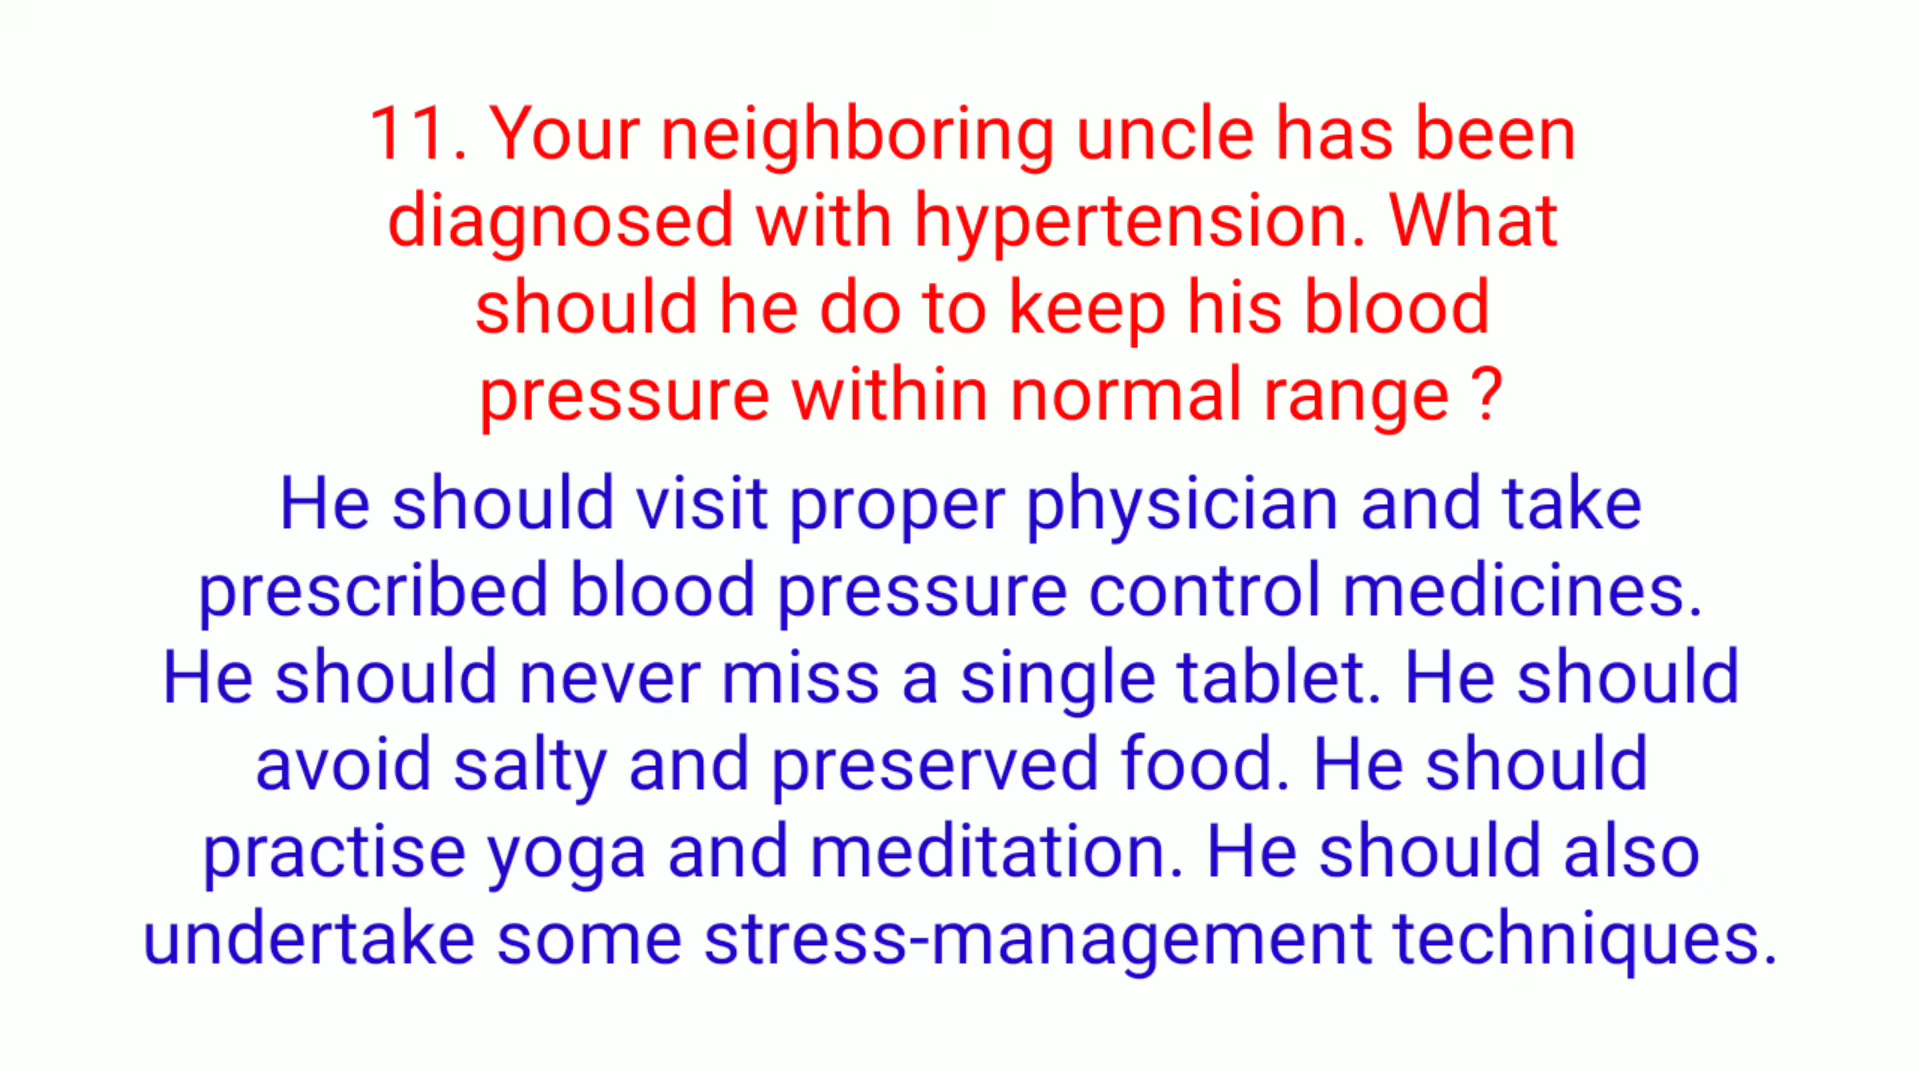 11. Your neighboring uncle has been
diagnosed with hypertension. What
should he do to keep his blood
pressure within normal range ?
He should visit proper physician and take
prescribed blood pressure control medicines.
He should never miss a single tablet. He should
avoid salty and preserved food. He should
practise yoga and meditation. He should also
undertake some stress-management techniques.